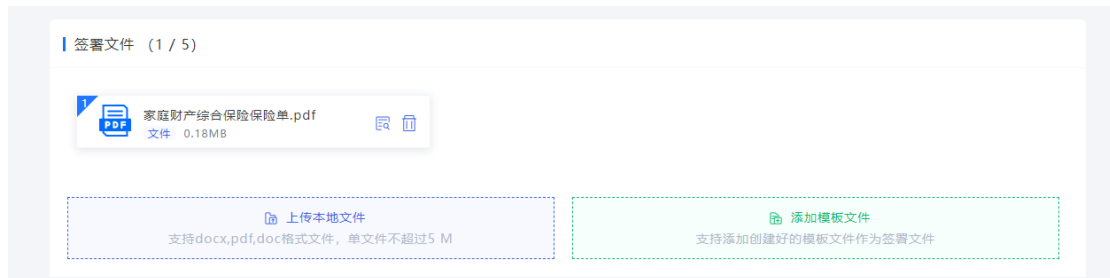 签署文件 (1 / 5)
1
PDF
家庭财产综合保险保险单.pdf
文件 0.18MB
上传本地文件
支持docx,pdf,doc格式文件，单文件不超过5 M
添加模板文件
支持添加创建好的模板文件作为签署文件